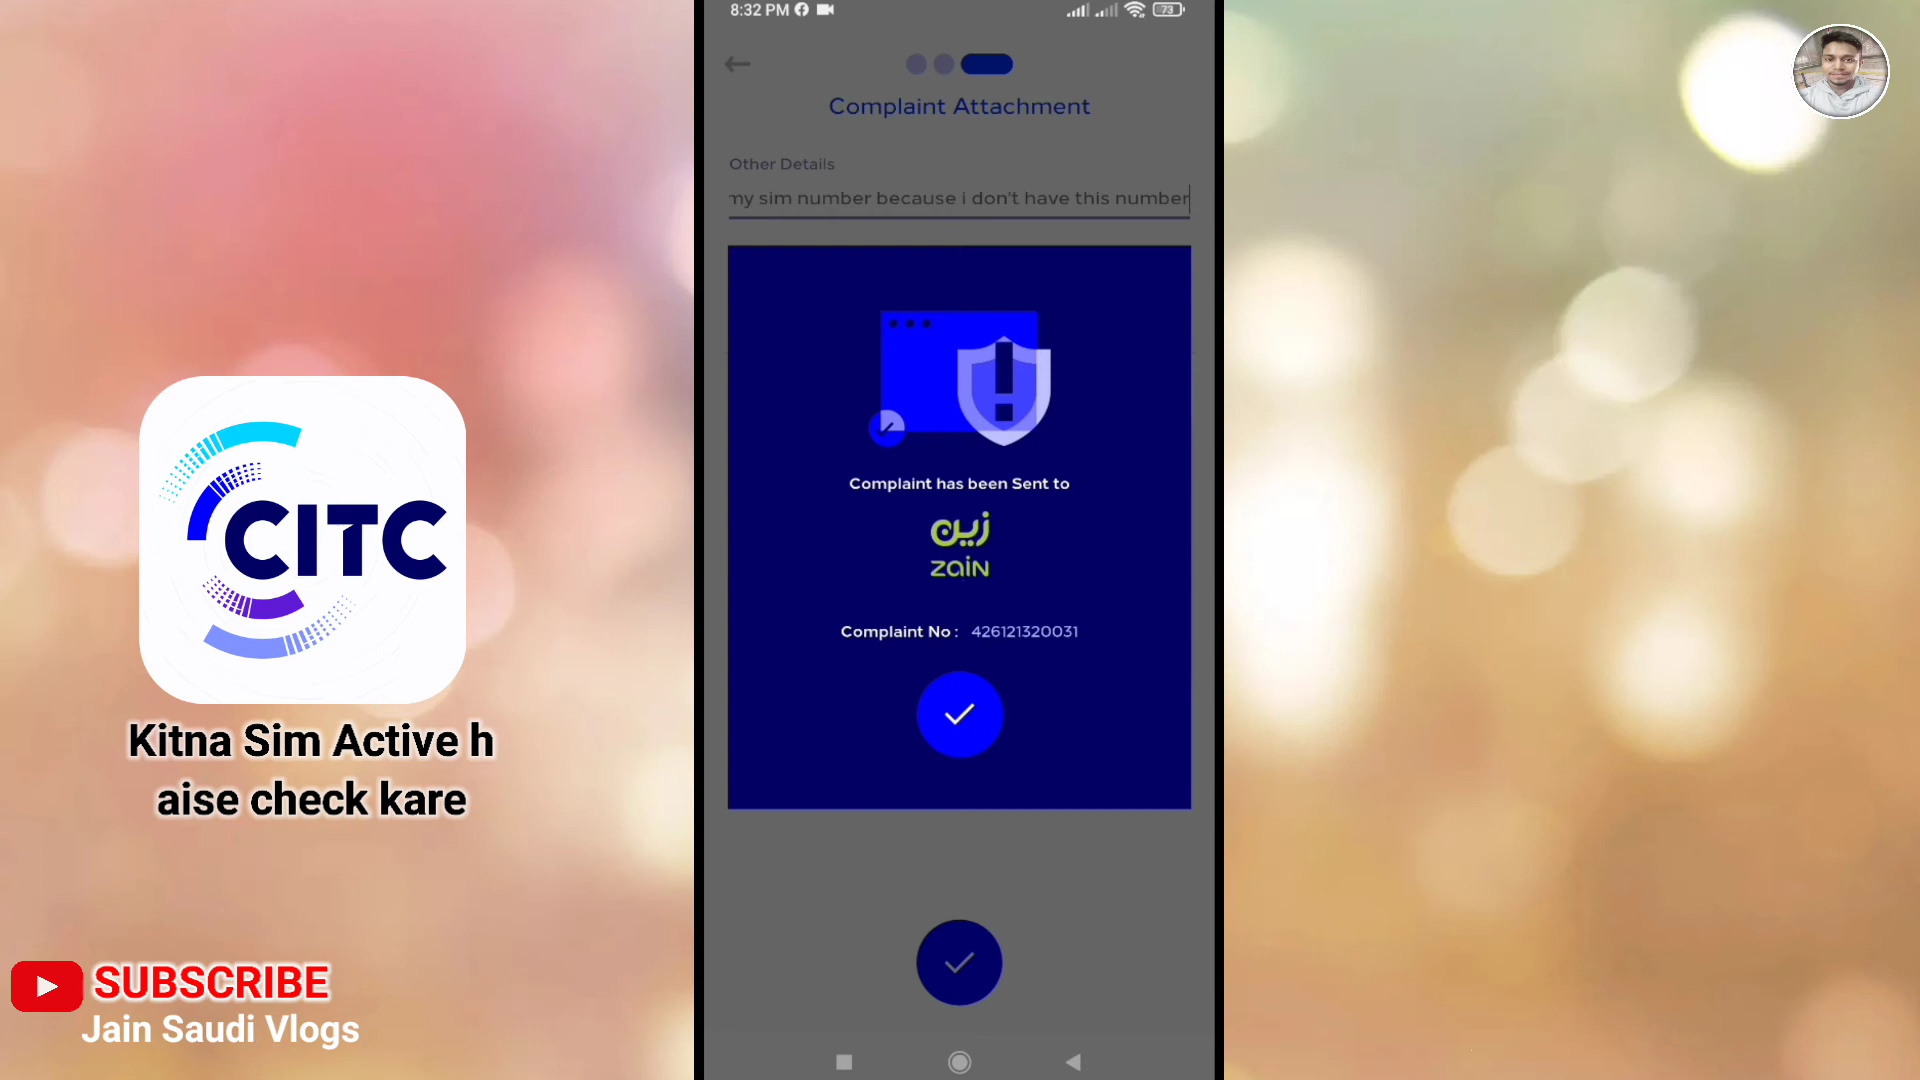 8:32 PM
73
Complaint Attachment
Other Details
my sim number because i don't have this number
Complaint has been Sent to
زين
zain
Complaint No : 426121320031
CITC
Kitna Sim Active h
aise check kare
SUBSCRIBE
Jain Saudi Vlogs